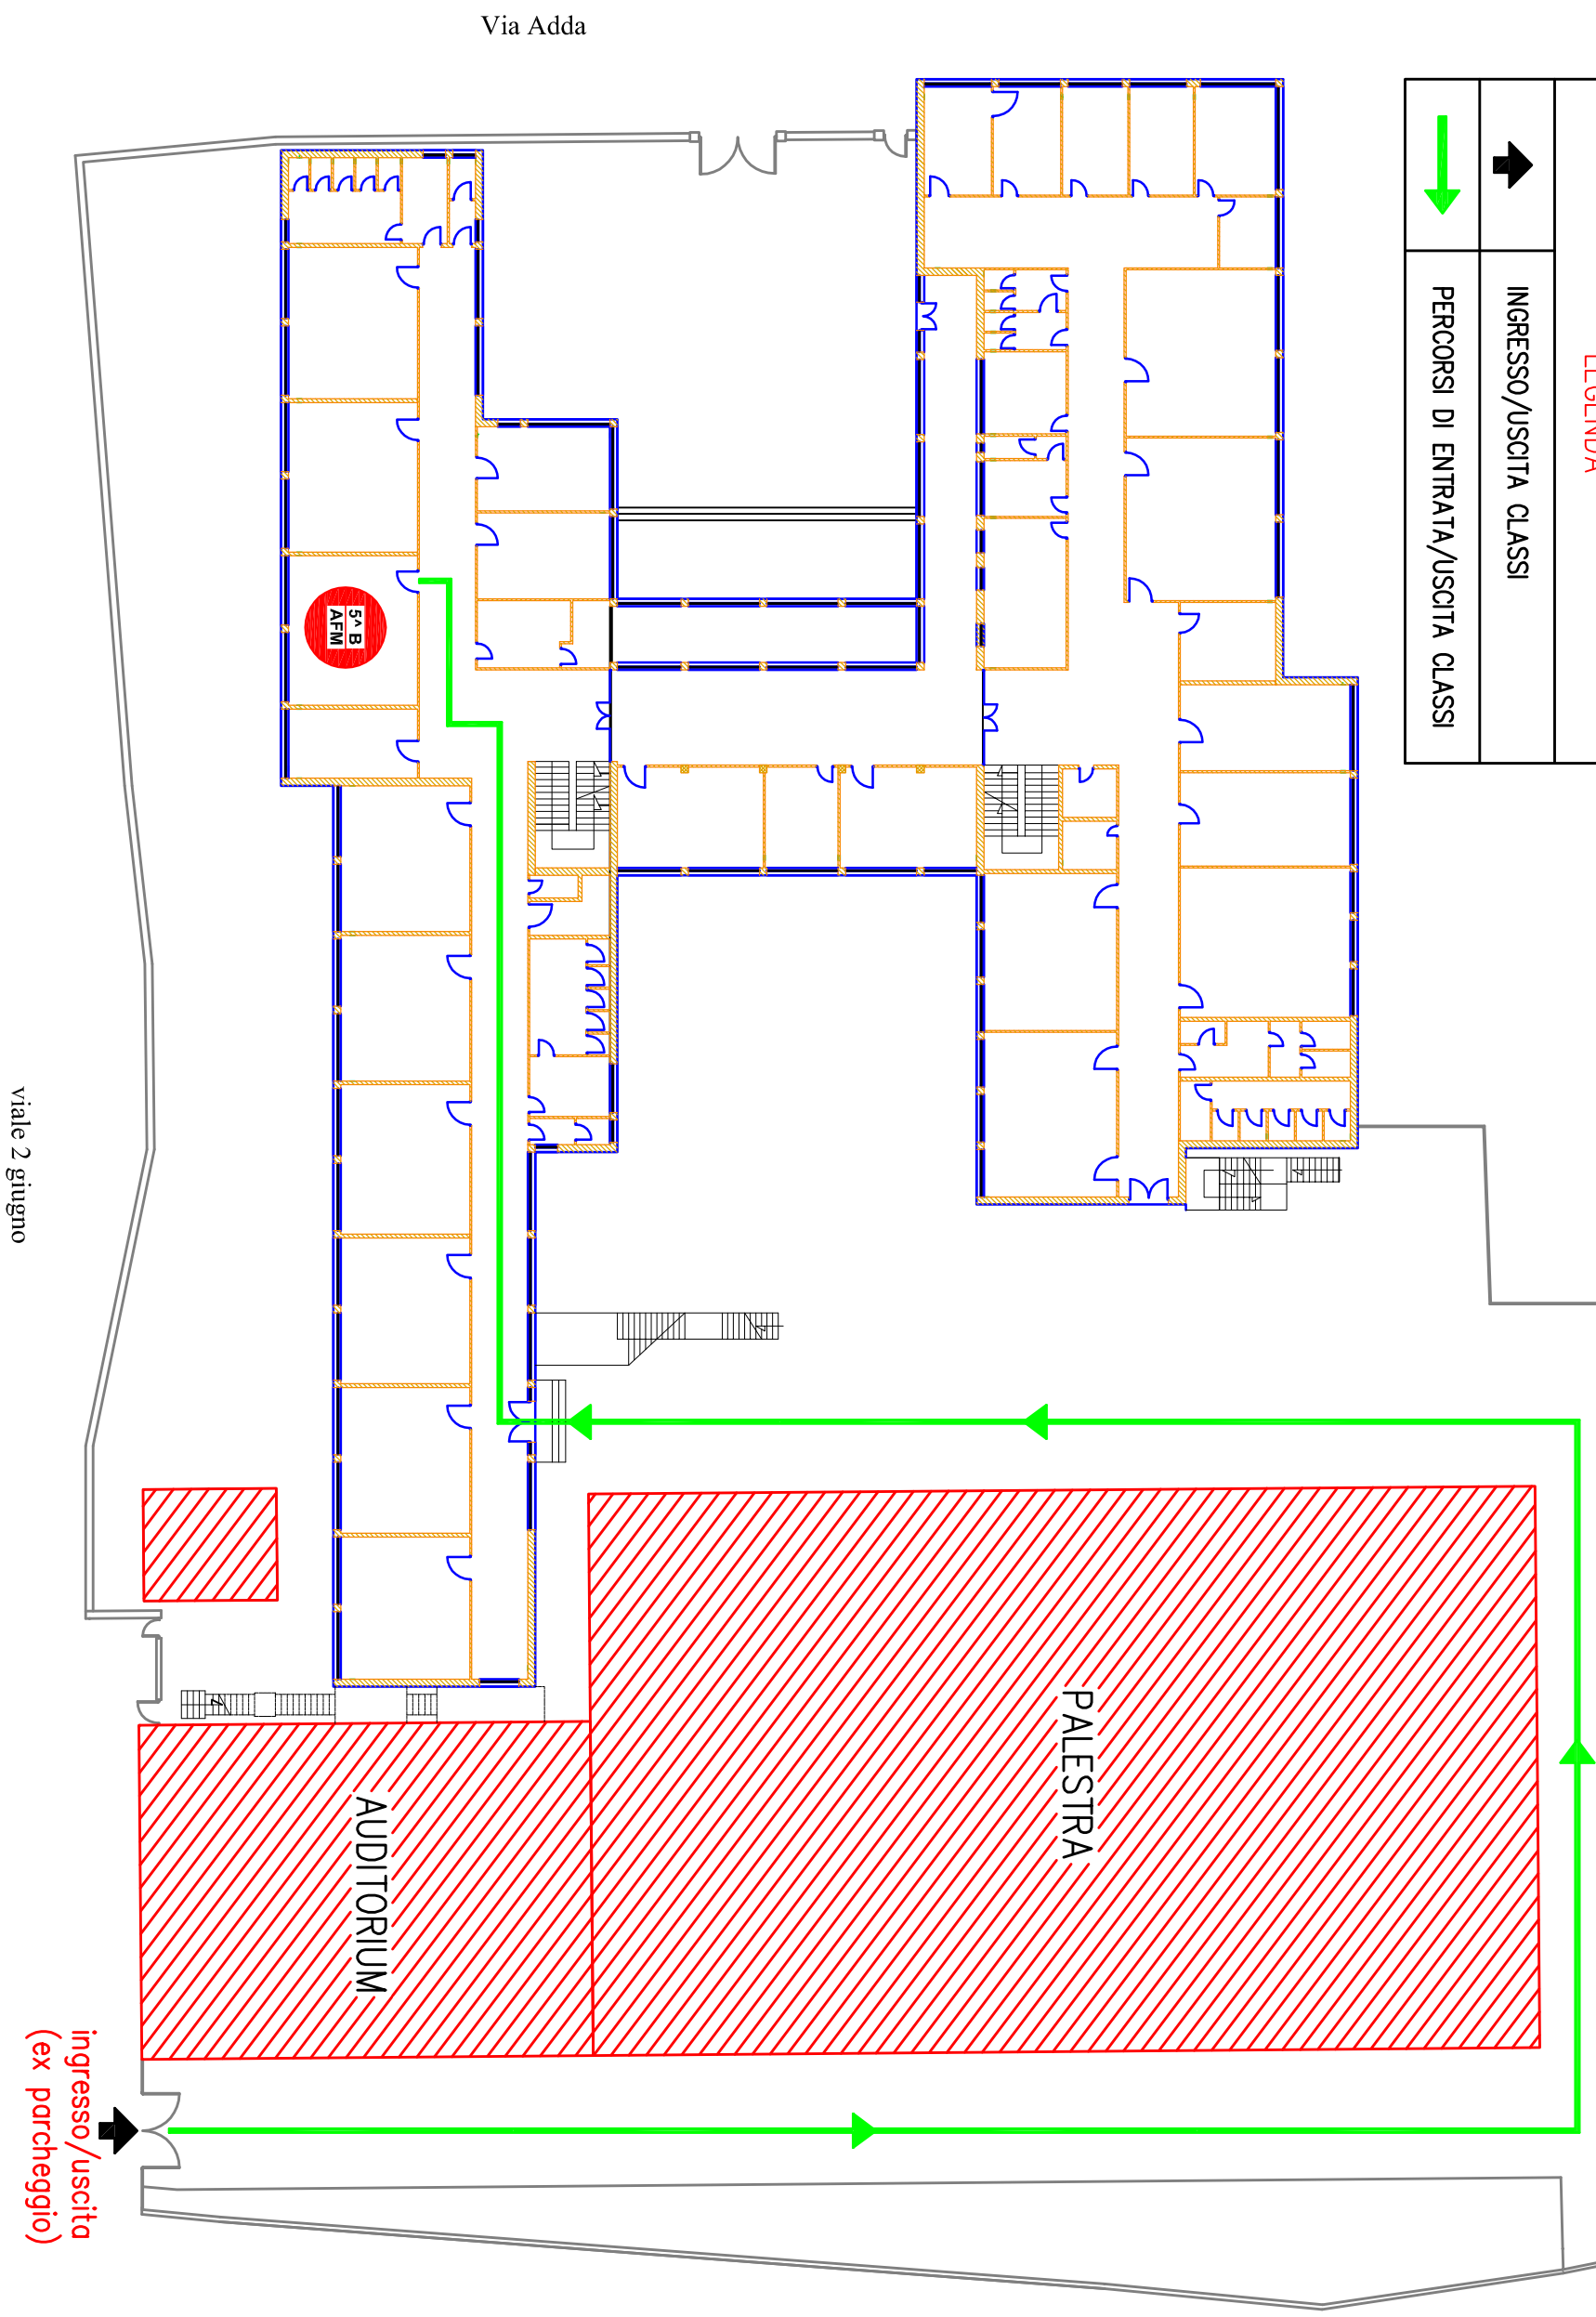 Via Adda
LEGENDA
INGRESSO/USCITA CLASSI
PERCORSI DI ENTRATA/USCITA CLASSI
5^ B
AFM
viale 2 giugno
PALESTRA
AUDITORIUM
ingresso/uscita
(ex parcheggio)